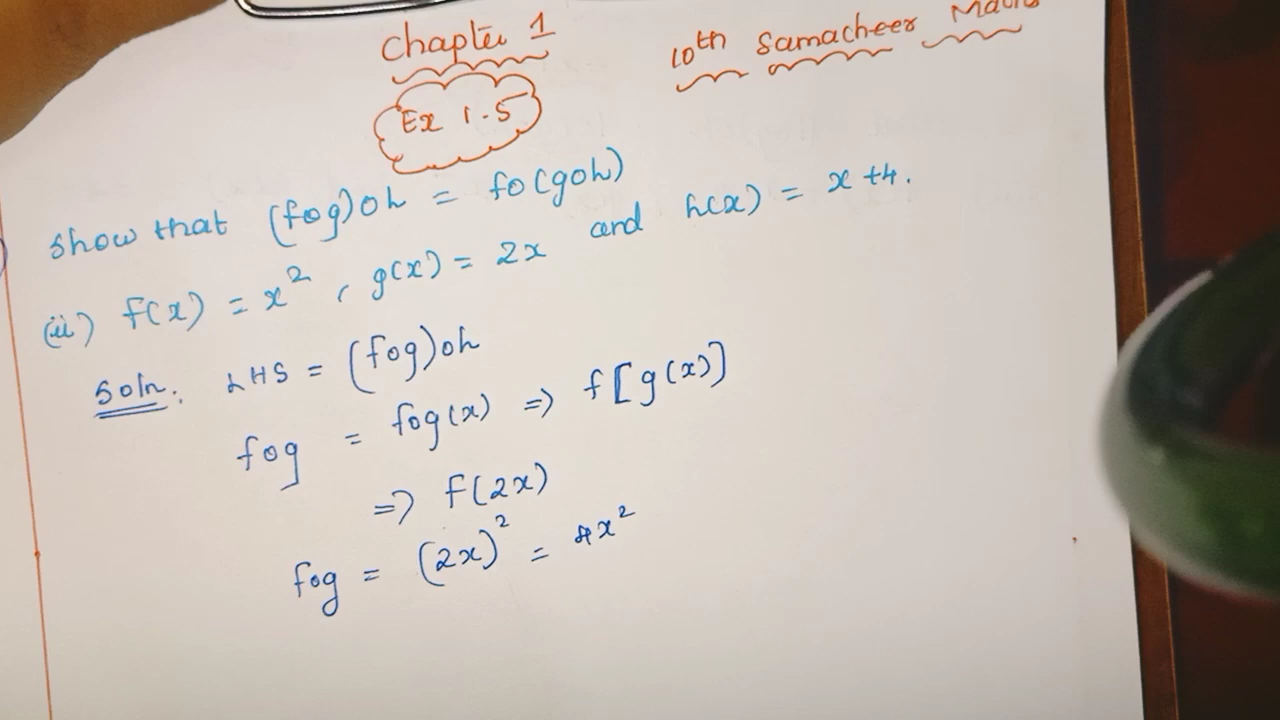 Chapter 1
10th Samacheer Maths
Ex 1.5
Show that (fog)oh = fo(goh)
(ii) f(x) = x², g(x) = 2x and h(x) = x+4.
Soln: LHS = (fog)oh
fog = fog(x) => f[g(x)]
=> f(2x)
fog = (2x)² = 4x²